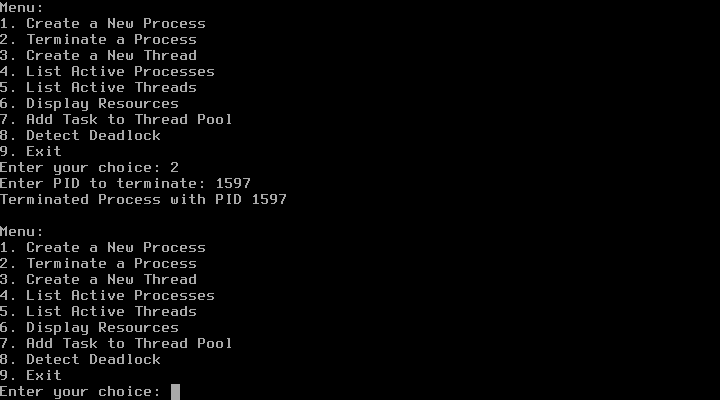 Menu:
1. Create a New Process
2. Terminate a Process
3. Create a New Thread
4. List Active Processes
5. List Active Threads
6. Display Resources
7. Add Task to Thread Pool
8. Detect Deadlock
9. Exit
Enter your choice: 2
Enter PID to terminate: 1597
Terminated Process with PID 1597

Menu:
1. Create a New Process
2. Terminate a Process
3. Create a New Thread
4. List Active Processes
5. List Active Threads
6. Display Resources
7. Add Task to Thread Pool
8. Detect Deadlock
9. Exit
Enter your choice: